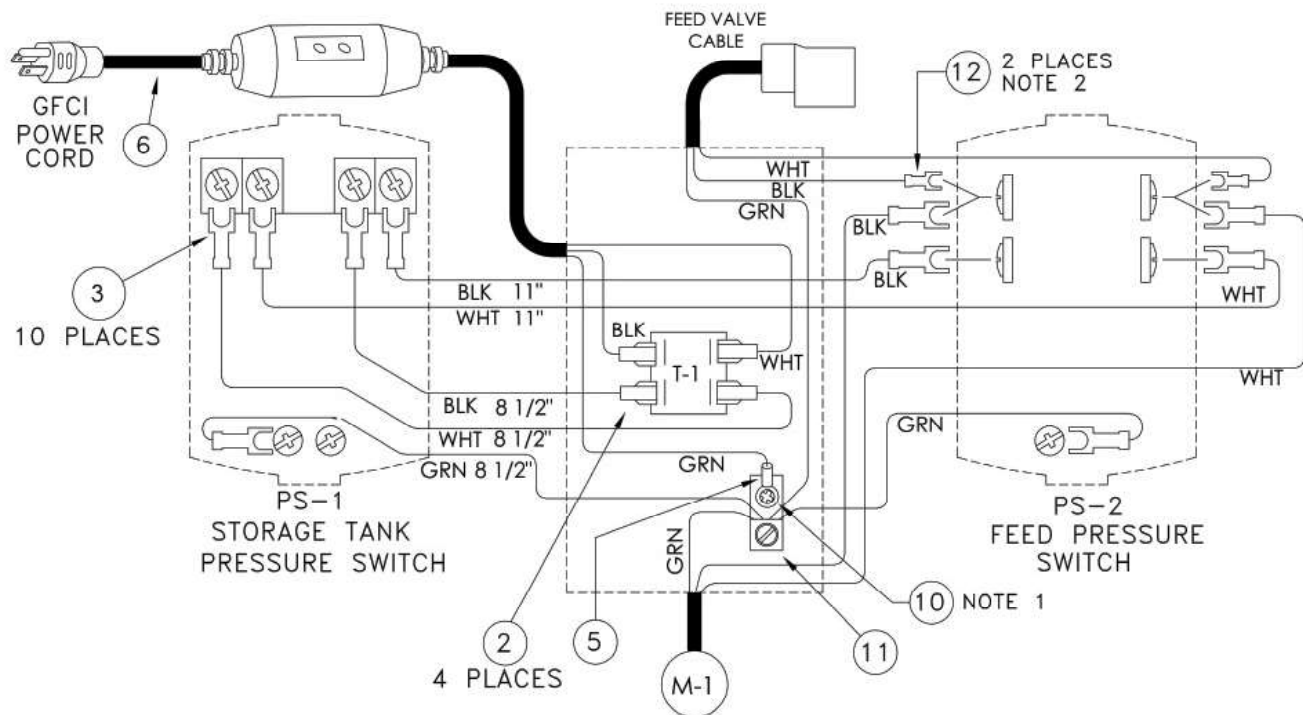 GFCI
POWER
CORD
6
FEED VALVE
CABLE
12 2 PLACES
NOTE 2
WHT
BLK
GRN
BLK
BLK
3
10 PLACES
BLK 11"
WHT 11"
WHT
BLK
T-1
WHT
WHT
BLK 8 1/2"
WHT 8 1/2"
GRN 8 1/2"
GRN
GRN
PS-1
STORAGE TANK
PRESSURE SWITCH
PS-2
FEED PRESSURE
SWITCH
GRN
10 NOTE 1
2
4 PLACES
5
11
M-1